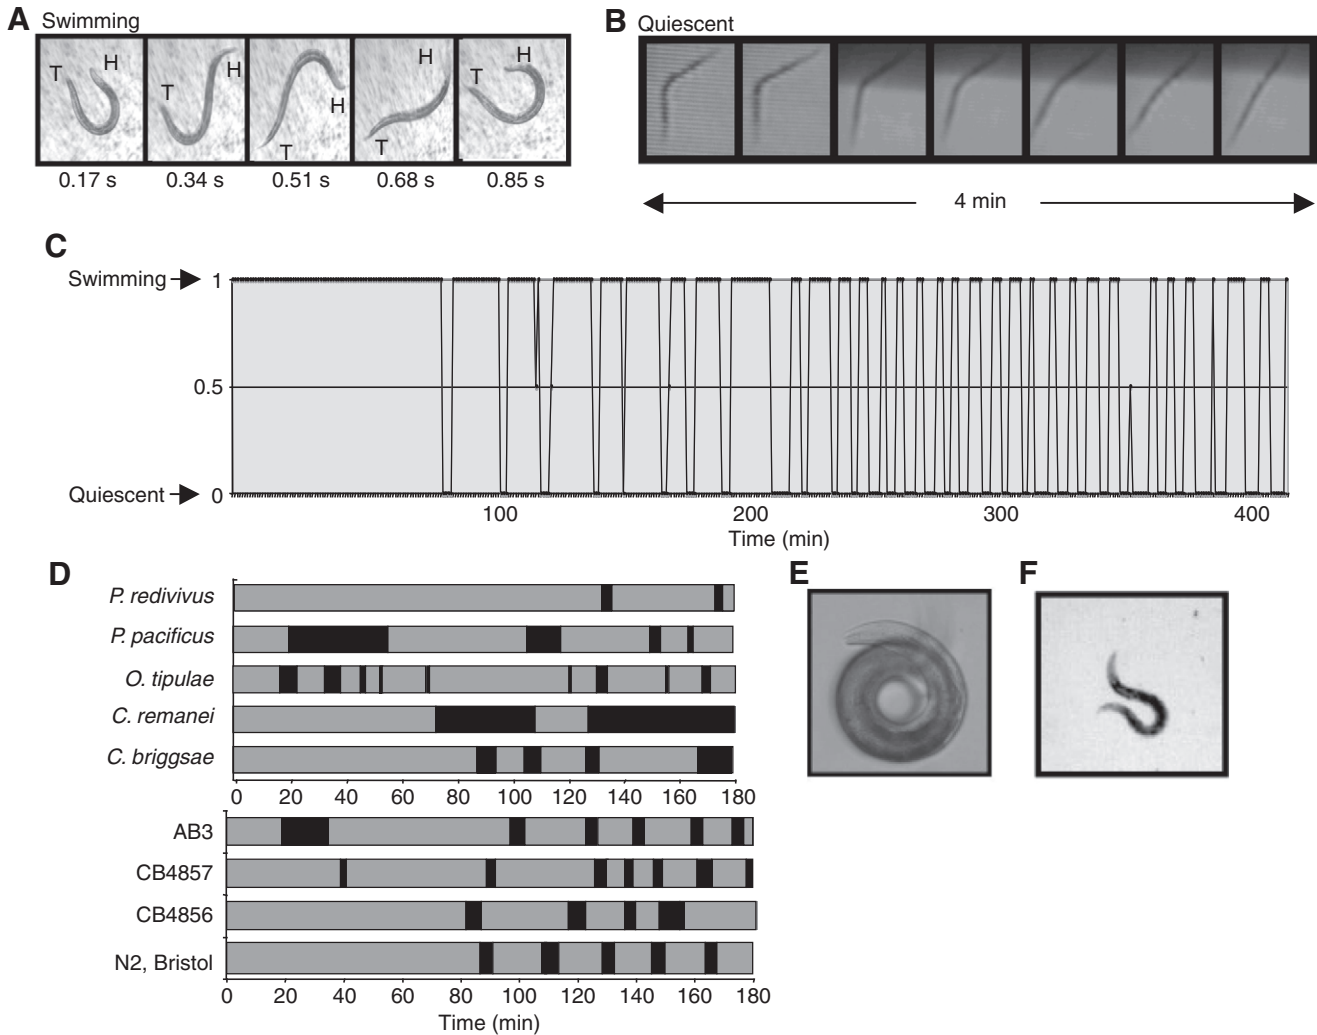 A Swimming
T H
T H
H
T
H
T
T H
0.17 s 0.34 s 0.51 s 0.68 s 0.85 s
B Quiescent
4 min
C
Swimming 1
0.5
Quiescent 0
100 200 300 400
Time (min)
D
P. redivivus
P. pacificus
O. tipulae
C. remanei
C. briggsae
0 20 40 60 80 100 120 140 160 180
AB3
CB4857
CB4856
N2, Bristol
0 20 40 60 80 100 120 140 160 180
Time (min)
E
F